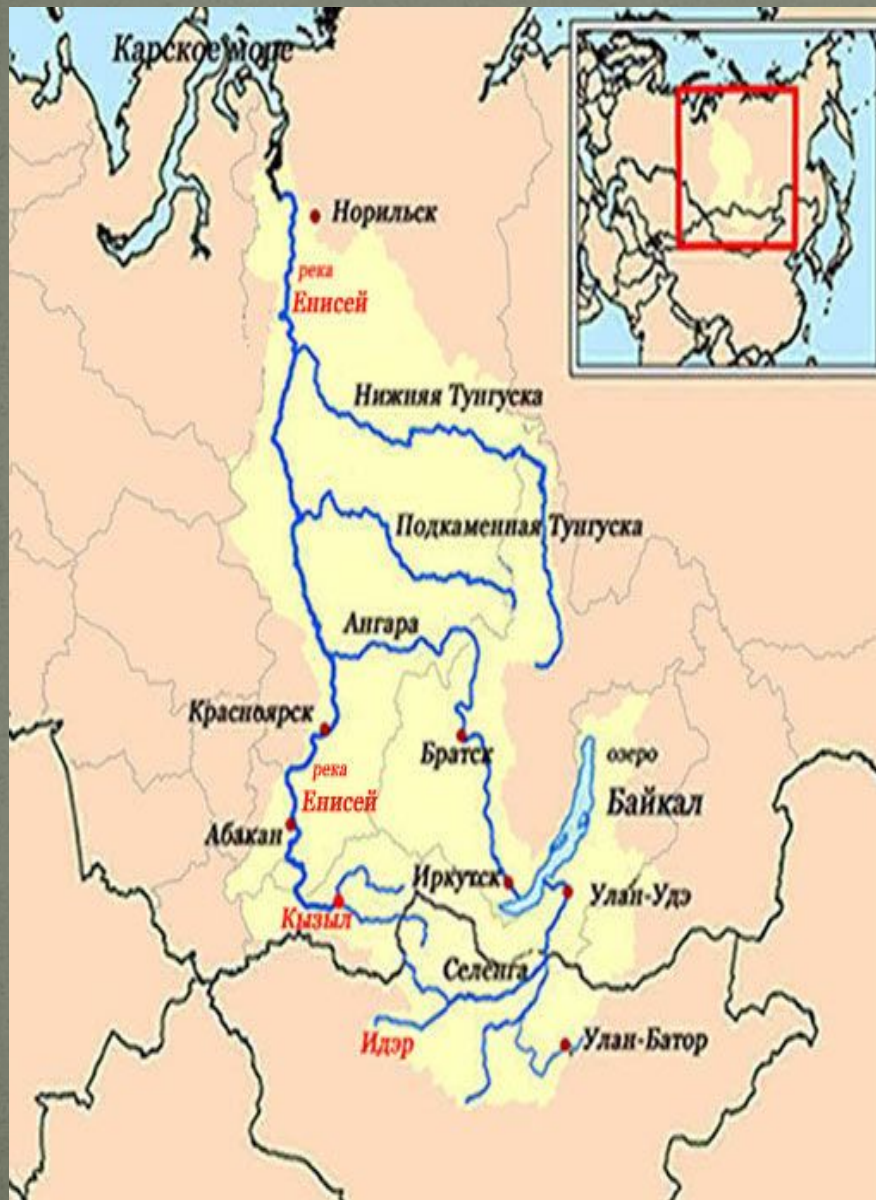 Карское море
Норильск
река
Енисей
Нижняя Тунгуска
Подкаменная Тунгуска
Ангара
Красноярск
Братск
озеро
Байкал
река
Енисей
Абакан
Иркутск
Улан-Удэ
Кызыл
Селенга
Идэр
Улан-Батор